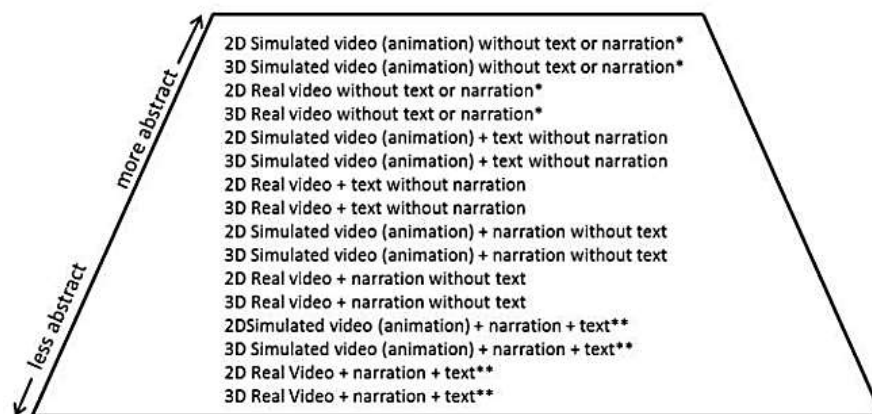 more abstract
less abstract
2D Simulated video (animation) without text or narration*
3D Simulated video (animation) without text or narration*
2D Real video without text or narration*
3D Real video without text or narration*
2D Simulated video (animation) + text without narration
3D Simulated video (animation) + text without narration
2D Real video + text without narration
3D Real video + text without narration
2D Simulated video (animation) + narration without text
3D Simulated video (animation) + narration without text
2D Real video + narration without text
3D Real video + narration without text
2DSimulated video (animation) + narration + text**
3D Simulated video (animation) + narration + text**
2D Real Video + narration + text**
3D Real Video + narration + text**